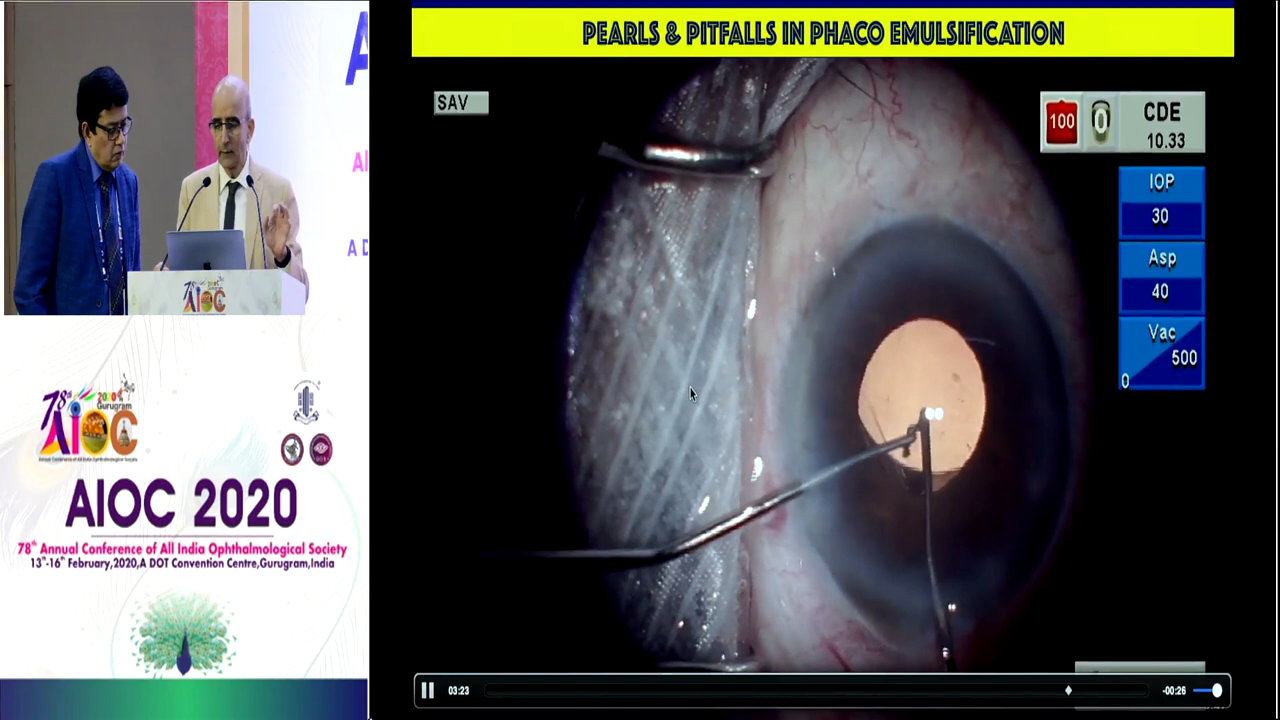 PEARLS & PITFALLS IN PHACO EMULSIFICATION
SAV
100
0
CDE
10.33
IOP
30
Asp
40
Vac
500
0
A
Al
A D
AIOC
78th
2020
Gurugram
AIOC
AIOC 2020
78th Annual Conference of All India Ophthalmological Society
13th-16th February,2020,A DOT Convention Centre,Gurugram,India
03:23
-00:26